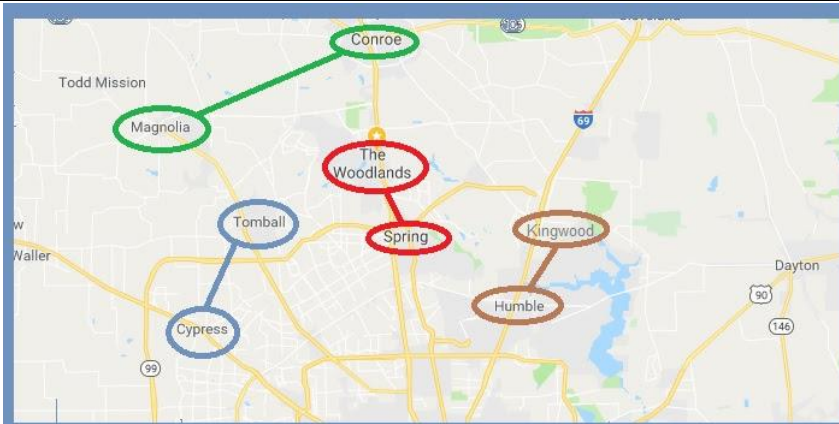 Conroe
Todd Mission
69
Magnolia
The
Woodlands
Tomball
Spring
Kingwood
Waller
Dayton
90
Humble
146
Cypress
99